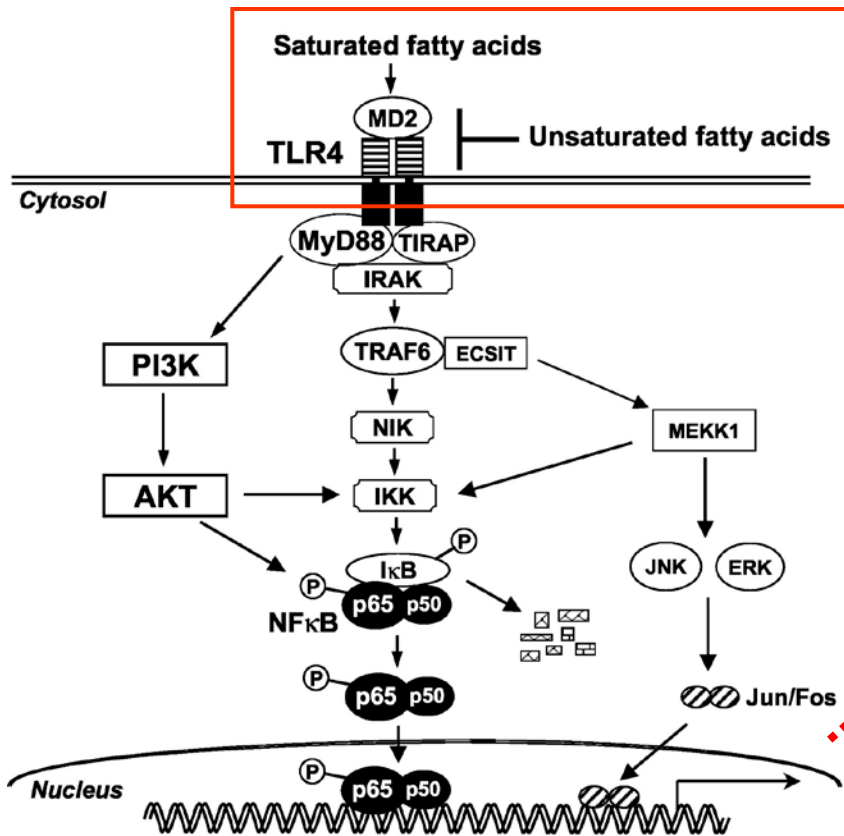 Saturated fatty acids
MD2
TLR4
Unsaturated fatty acids
Cytosol
MyD88
TIRAP
IRAK
PI3K
TRAF6
ECSIT
NIK
MEKK1
AKT
IKK
P
IκB
JNK
ERK
P
p65
p50
NFκB
P
p65
p50
Jun/Fos
P
p65
p50
Nucleus